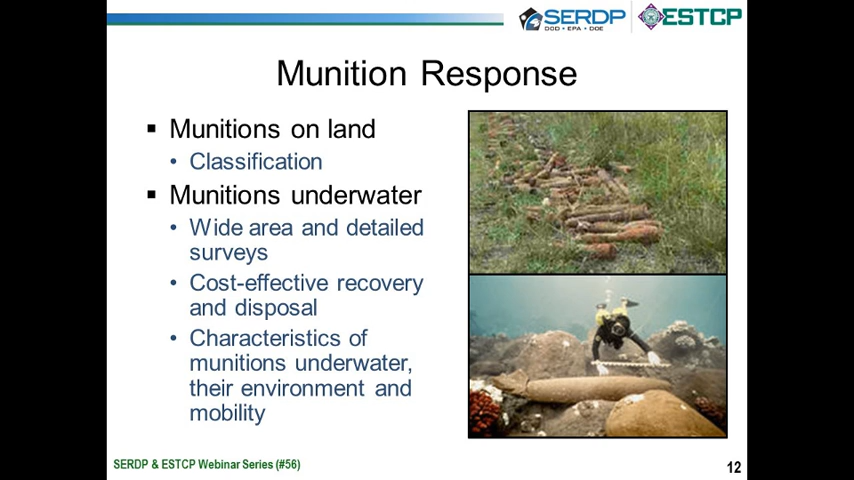 SERDP
DOD • EPA • DOE
ESTCP
Munition Response
▪ Munitions on land
• Classification
▪ Munitions underwater
• Wide area and detailed
surveys
• Cost-effective recovery
and disposal
• Characteristics of
munitions underwater,
their environment and
mobility
SERDP & ESTCP Webinar Series (#56)
12